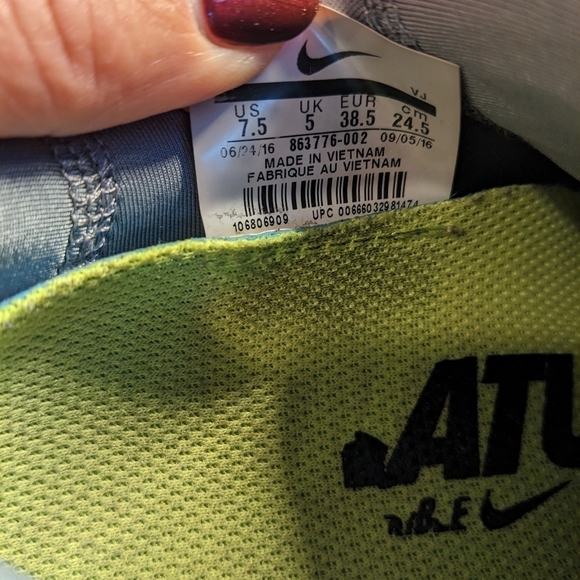 VJ
US UK EUR cm
7.5 5 38.5 24.5
06/24/16 863776-002 09/05/16
MADE IN VIETNAM
FABRIQUE AU VIETNAM
106806909 UPC 00666032981474
ATL